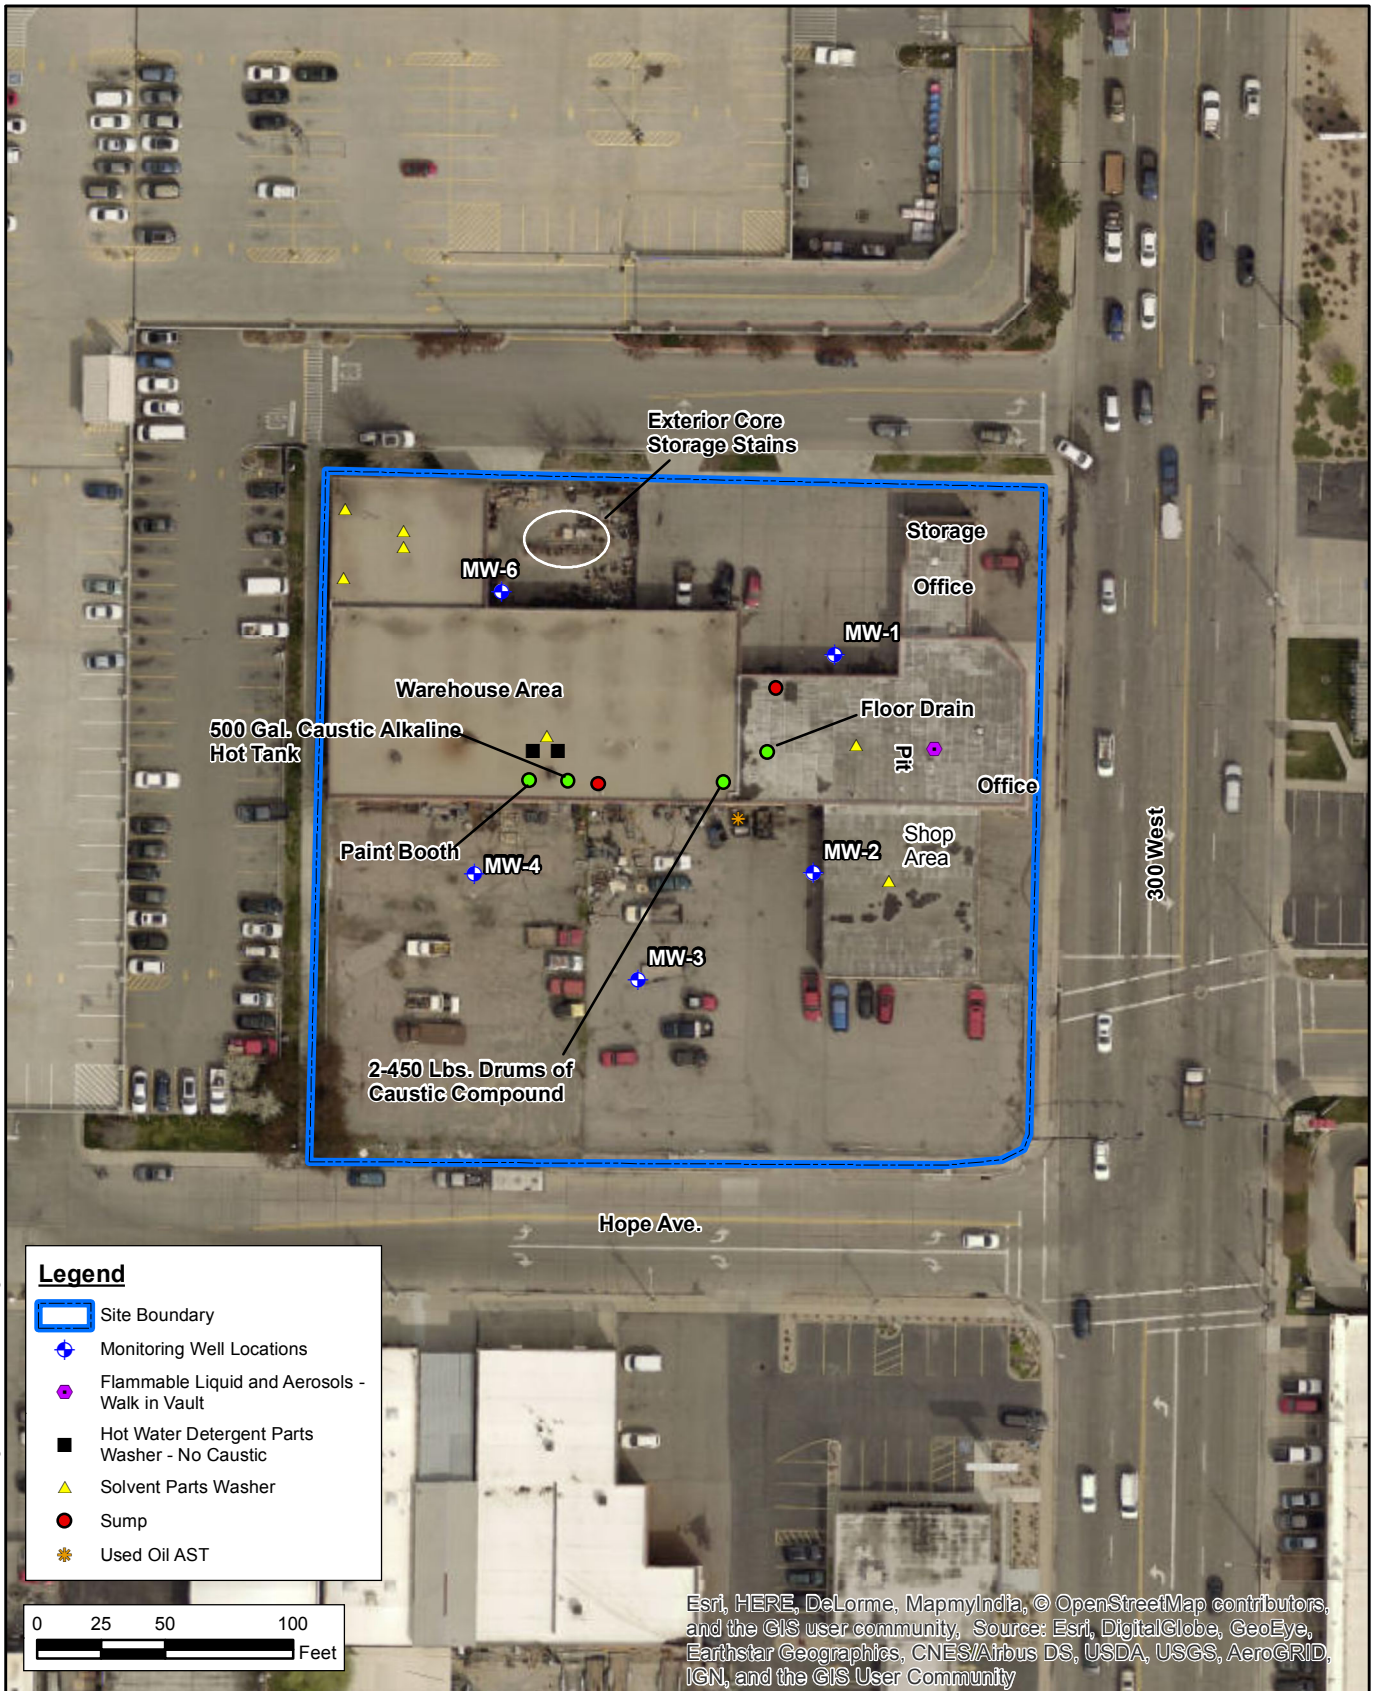 Exterior Core
Storage Stains
Storage
Office
MW-6
MW-1
Warehouse Area
Floor Drain
500 Gal. Caustic Alkaline
Hot Tank
Pit
Office
Shop
Area
Paint Booth
MW-4
MW-2
300 West
MW-3
2-450 Lbs. Drums of
Caustic Compound
Hope Ave.
Legend
Site Boundary
Monitoring Well Locations
Flammable Liquid and Aerosols -
Walk in Vault
Hot Water Detergent Parts
Washer - No Caustic
Solvent Parts Washer
Sump
Used Oil AST
0 25 50 100
Feet
Esri, HERE, DeLorme, MapmyIndia, © OpenStreetMap contributors,
and the GIS user community, Source: Esri, DigitalGlobe, GeoEye,
Earthstar Geographics, CNES/Airbus DS, USDA, USGS, AeroGRID,
IGN, and the GIS User Community